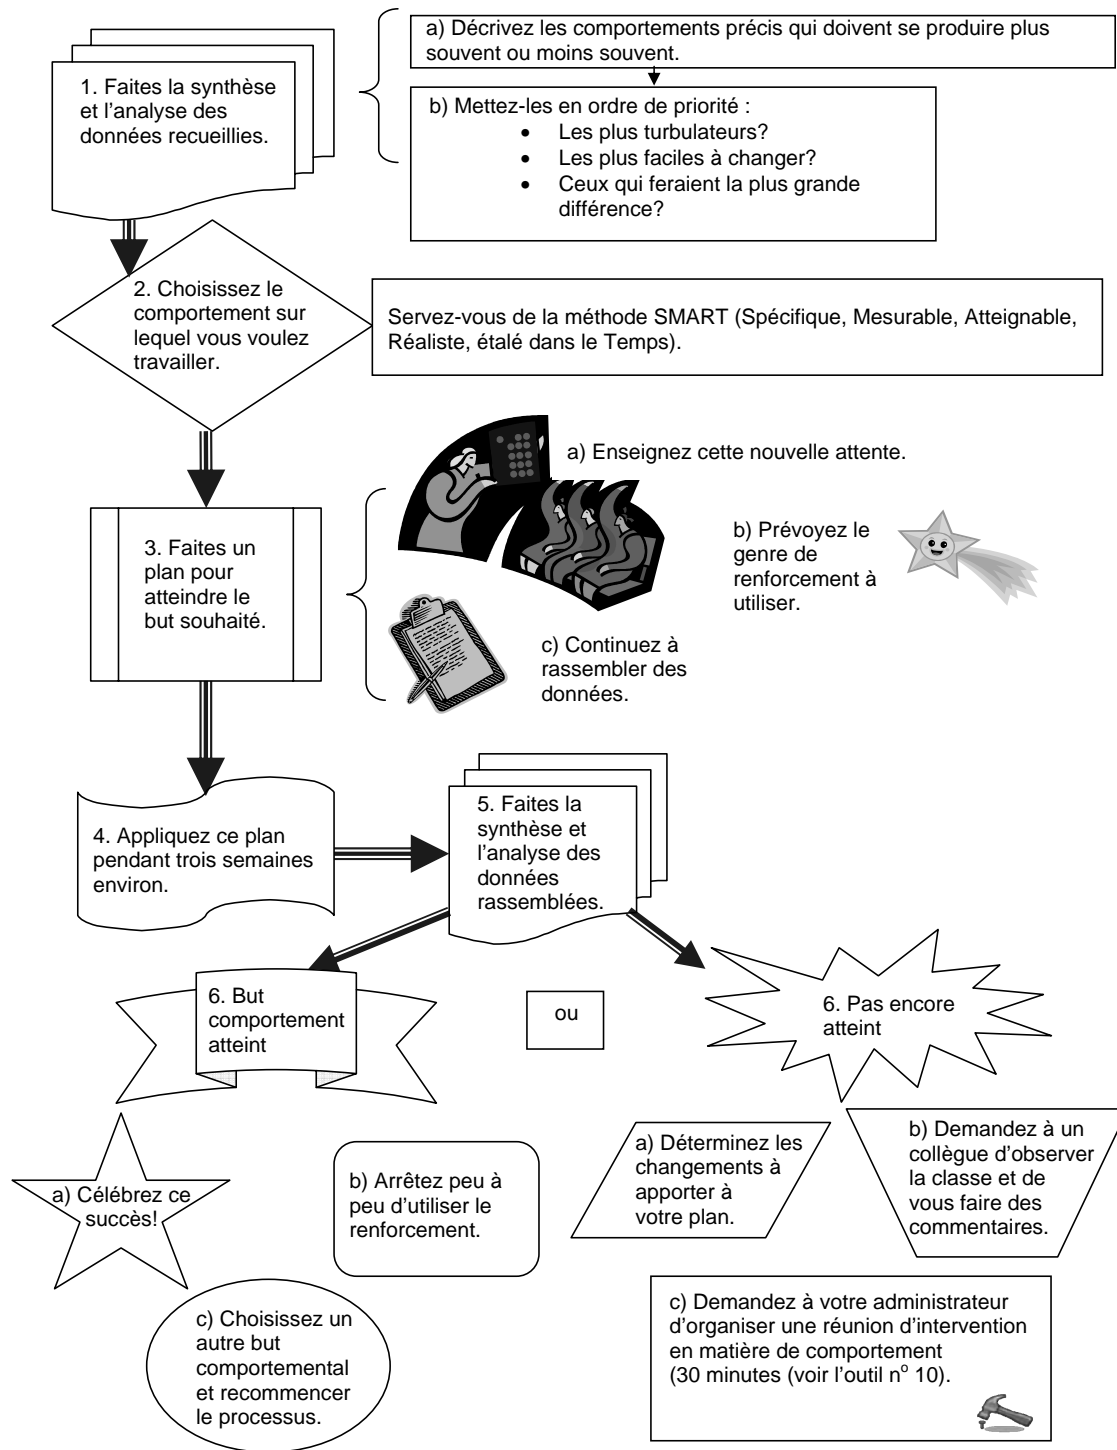 1. Faites la synthèse
et l'analyse des
données recueillies.
a) Décrivez les comportements précis qui doivent se produire plus
souvent ou moins souvent.
b) Mettez-les en ordre de priorité :
• Les plus turbulateurs?
• Les plus faciles à changer?
• Ceux qui feraient la plus grande
différence?
2. Choisissez le
comportement sur
lequel vous voulez
travailler.
Servez-vous de la méthode SMART (Spécifique, Mesurable, Atteignable,
Réaliste, étalé dans le Temps).
3. Faites un
plan pour
atteindre le
but souhaité.
a) Enseignez cette nouvelle attente.
b) Prévoyez le
genre de
renforcement à
utiliser.
c) Continuez à
rassembler des
données.
4. Appliquez ce plan
pendant trois semaines
environ.
5. Faites la
synthèse et
l'analyse des
données
rassemblées.
6. But
comportement
atteint
ou
6. Pas encore
atteint
a) Célébrez ce
succès!
b) Arrêtez peu à
peu d'utiliser le
renforcement.
c) Choisissez un
autre but
comportemental
et recommencer
le processus.
a) Déterminez les
changements à
apporter à
votre plan.
b) Demandez à un
collègue d'observer
la classe et de
vous faire des
commentaires.
c) Demandez à votre administrateur
d'organiser une réunion d'intervention
en matière de comportement
(30 minutes (voir l'outil nº 10).